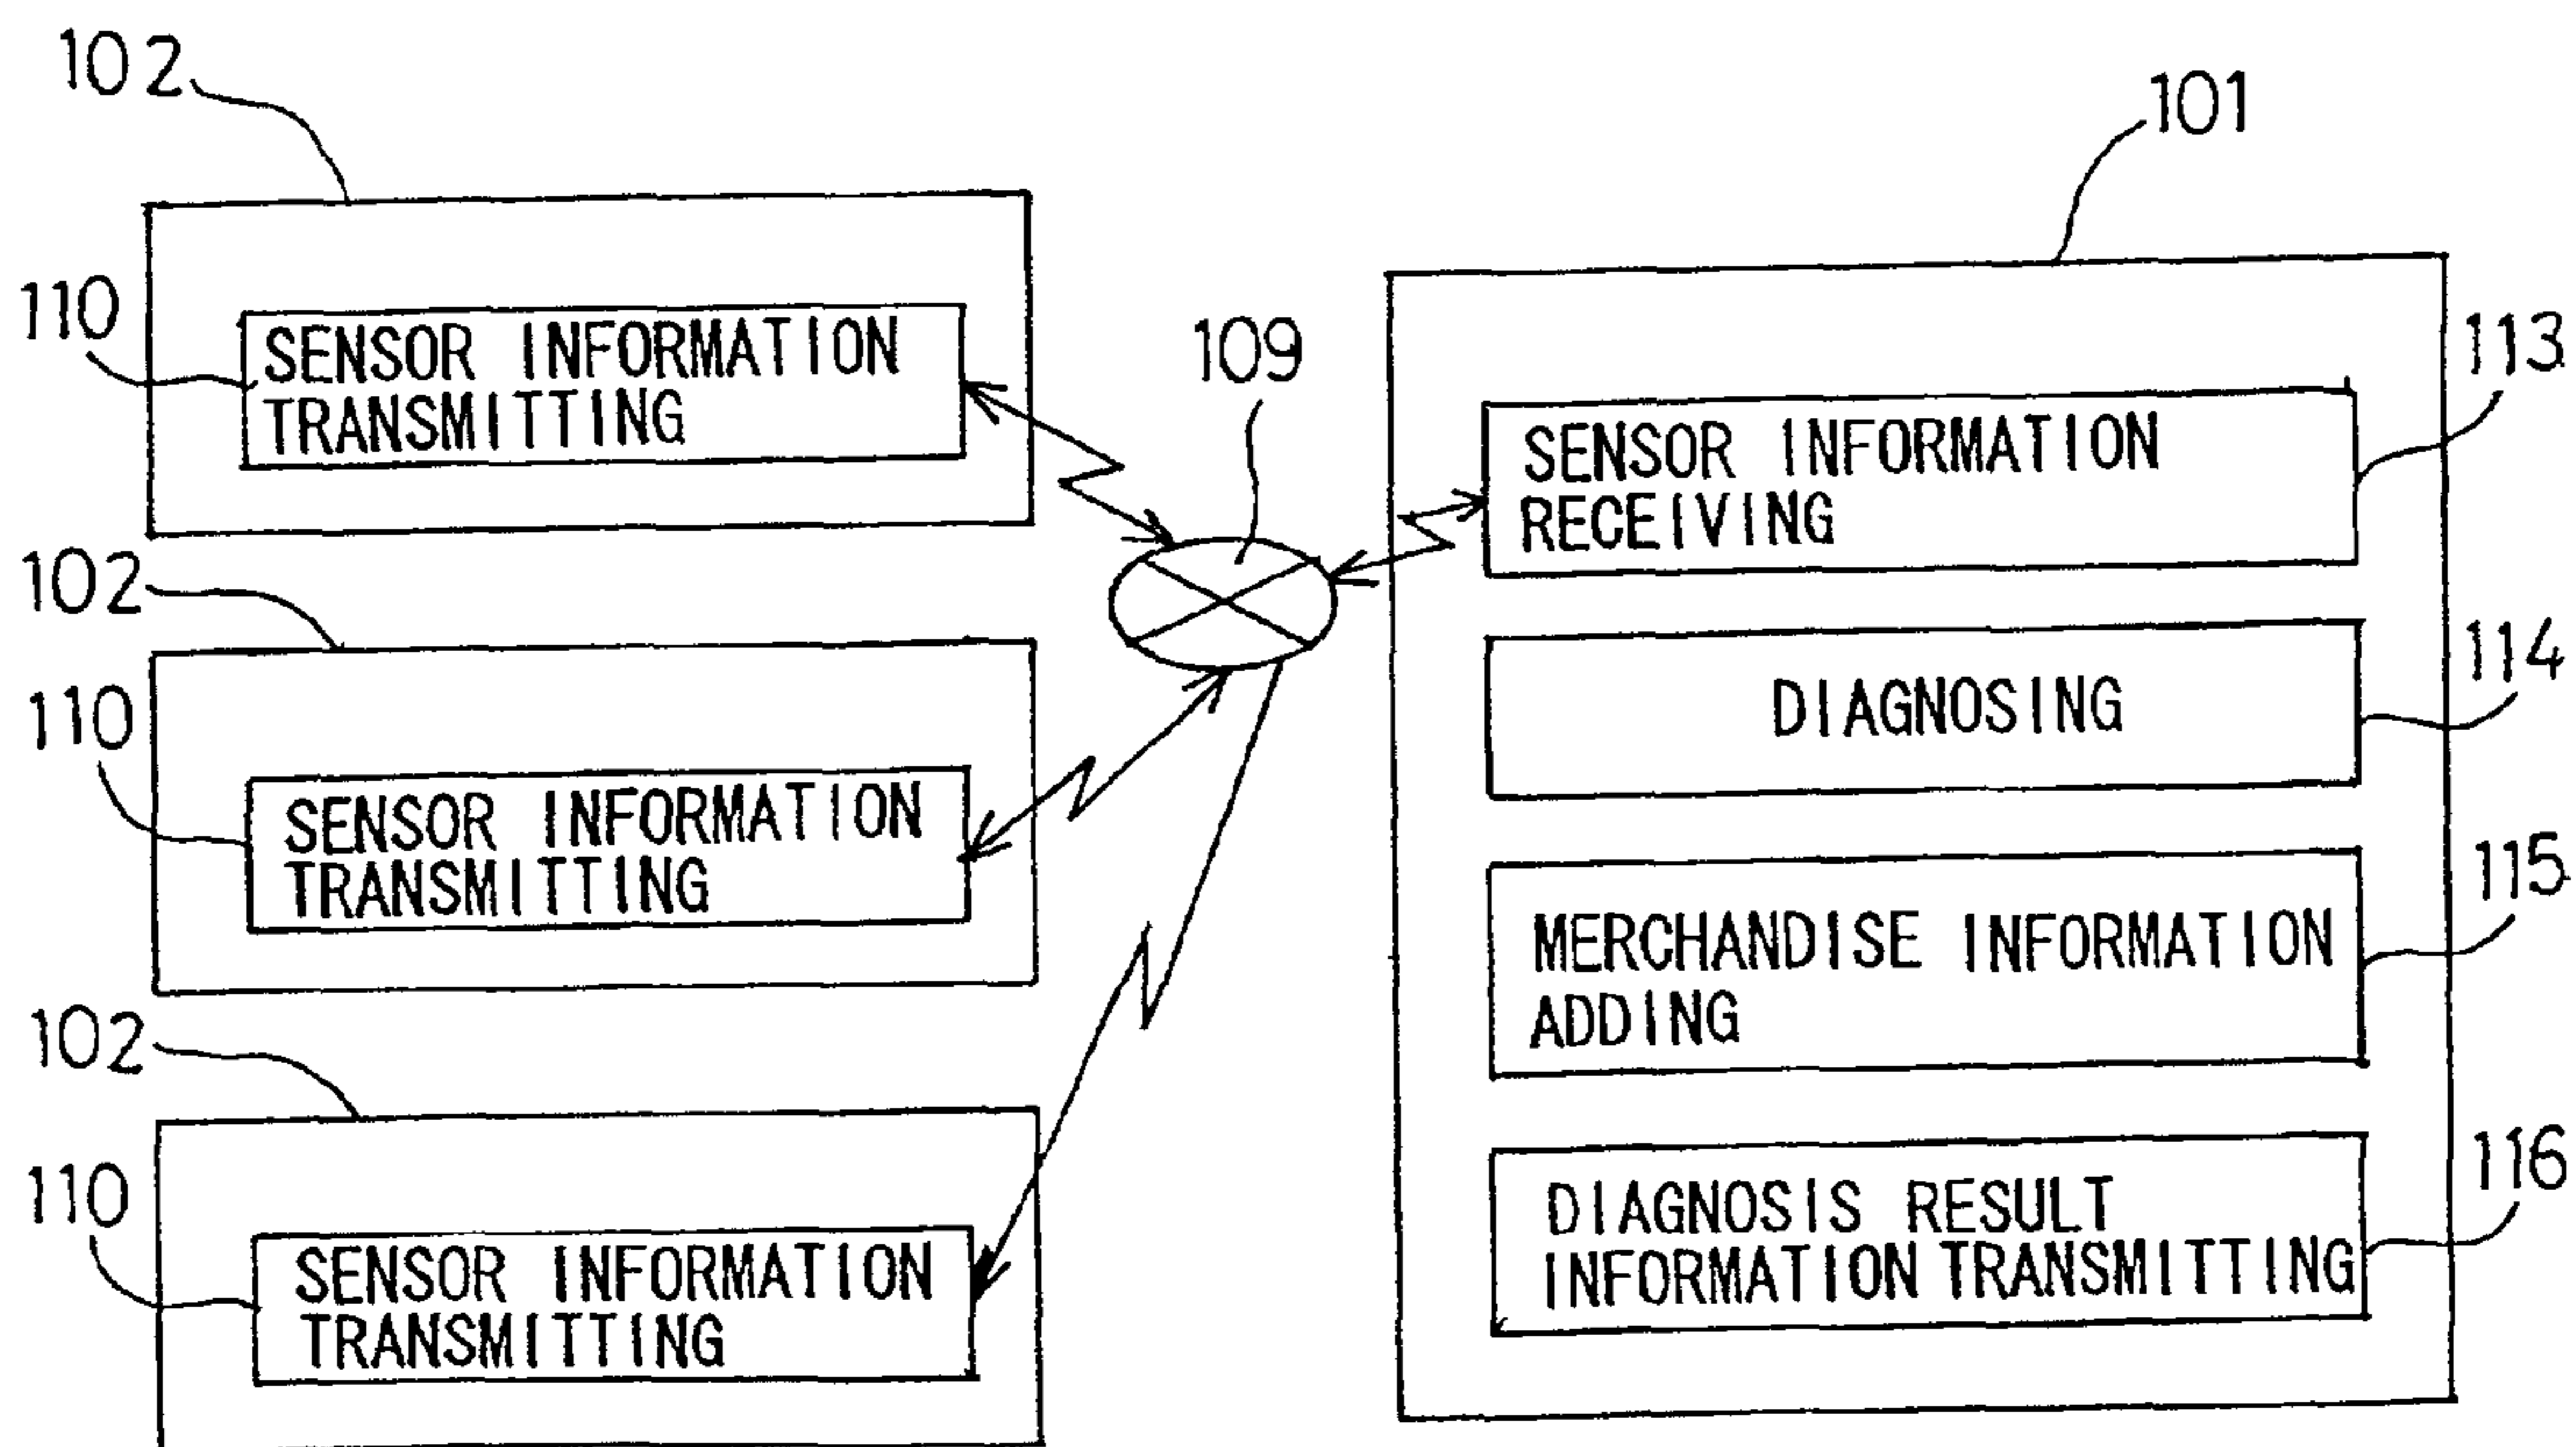 102
110
SENSOR INFORMATION
TRANSMITTING
102
110
SENSOR INFORMATION
TRANSMITTING
102
110
SENSOR INFORMATION
TRANSMITTING
109
101
113
SENSOR INFORMATION
RECEIVING
114
DIAGNOSING
115
MERCHANDISE INFORMATION
ADDING
116
DIAGNOSIS RESULT
INFORMATION TRANSMITTING